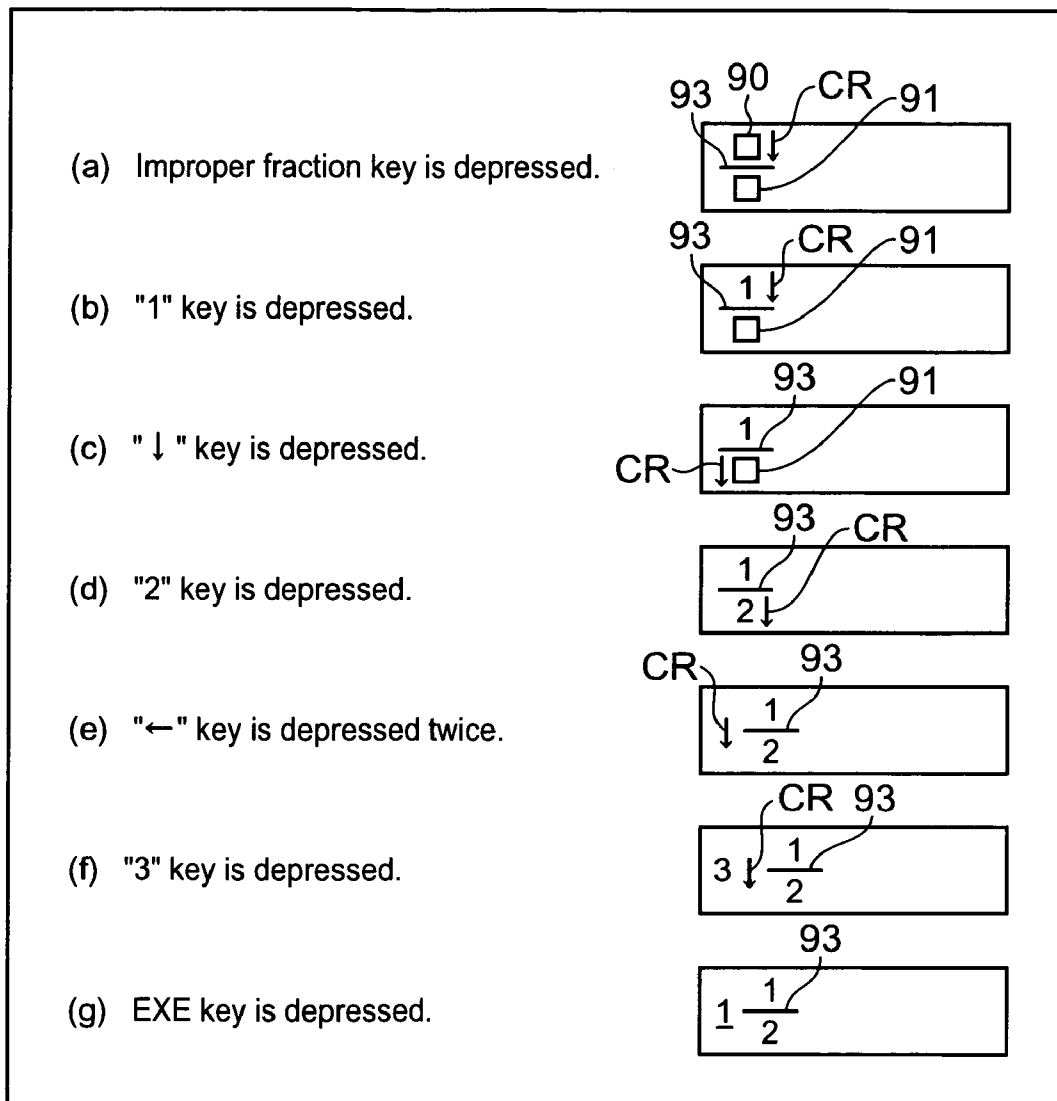 90
CR
93
91
(a) Improper fraction key is depressed.
93
CR
91
(b) "1" key is depressed.
1
93
91
(c) "↓" key is depressed.
1
CR
93
CR
(d) "2" key is depressed.
1
2
CR
93
(e) "←" key is depressed twice.
1
2
CR 93
(f) "3" key is depressed.
3
1
2
93
(g) EXE key is depressed.
1
1
2